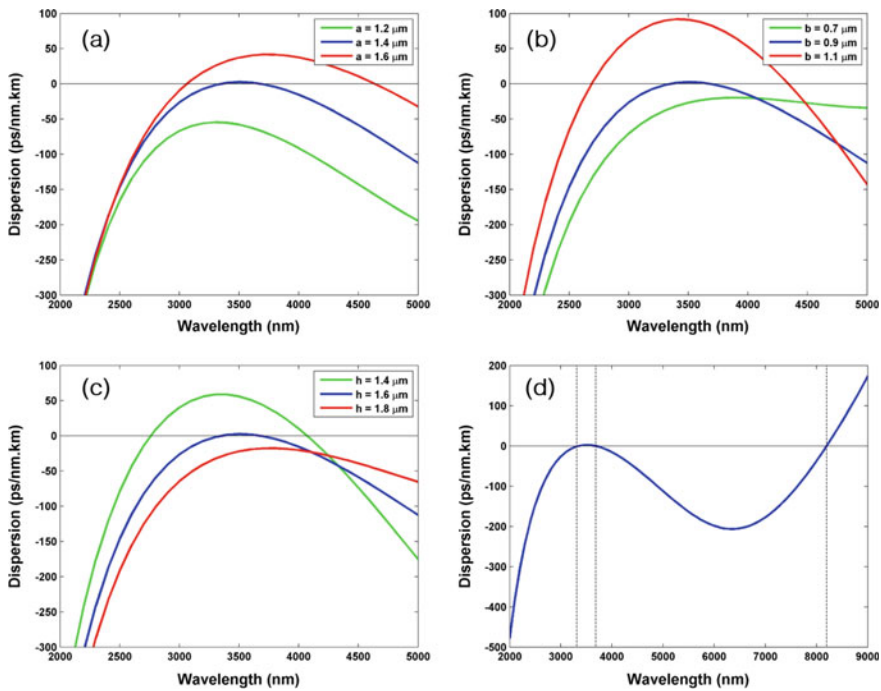 (a)
a = 1.2 μm
a = 1.4 μm
a = 1.6 μm
100
50
0
-50
-100
-150
-200
-250
-300
2000 2500 3000 3500 4000 4500 5000
Dispersion (ps/nm.km)
Wavelength (nm)
(b)
b = 0.7 μm
b = 0.9 μm
b = 1.1 μm
100
50
0
-50
-100
-150
-200
-250
-300
2000 2500 3000 3500 4000 4500 5000
Dispersion (ps/nm.km)
Wavelength (nm)
(c)
h = 1.4 μm
h = 1.6 μm
h = 1.8 μm
100
50
0
-50
-100
-150
-200
-250
-300
2000 2500 3000 3500 4000 4500 5000
Dispersion (ps/nm.km)
Wavelength (nm)
(d)
200
100
0
-100
-200
-300
-400
-500
2000 3000 4000 5000 6000 7000 8000 9000
Dispersion (ps/nm.km)
Wavelength (nm)